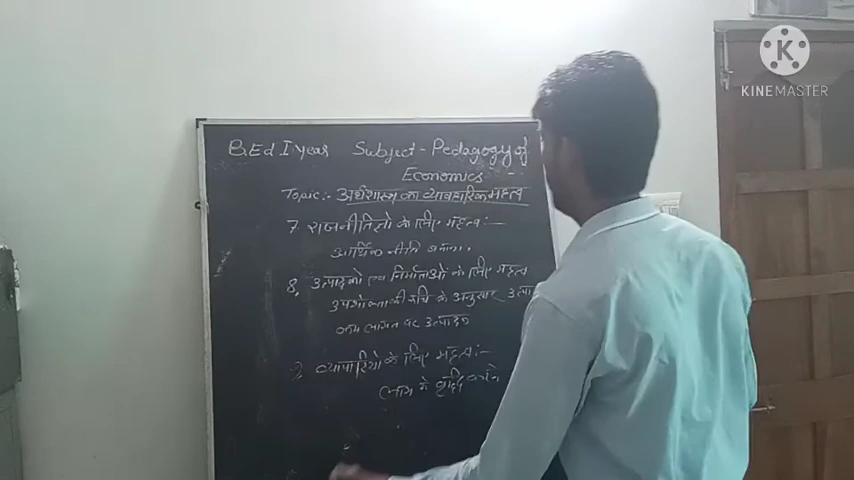 B.Ed I year Subject - Pedagogy of
Economics
Topic:- अर्थशास्त्र का व्यावहारिक महत्व
7. राजनीतिज्ञो के लिए महत्व:-
आर्थिक नीति बनाना।
8. उत्पादको एवं निर्माताओ के लिए महत्व
उपभोक्ता की रुचि के अनुसार उत्पा
कम लागत पर उत्पादन
9. व्यापारियो के लिए महत्व:-
लाभ मे वृद्धि करने
KINEMASTER